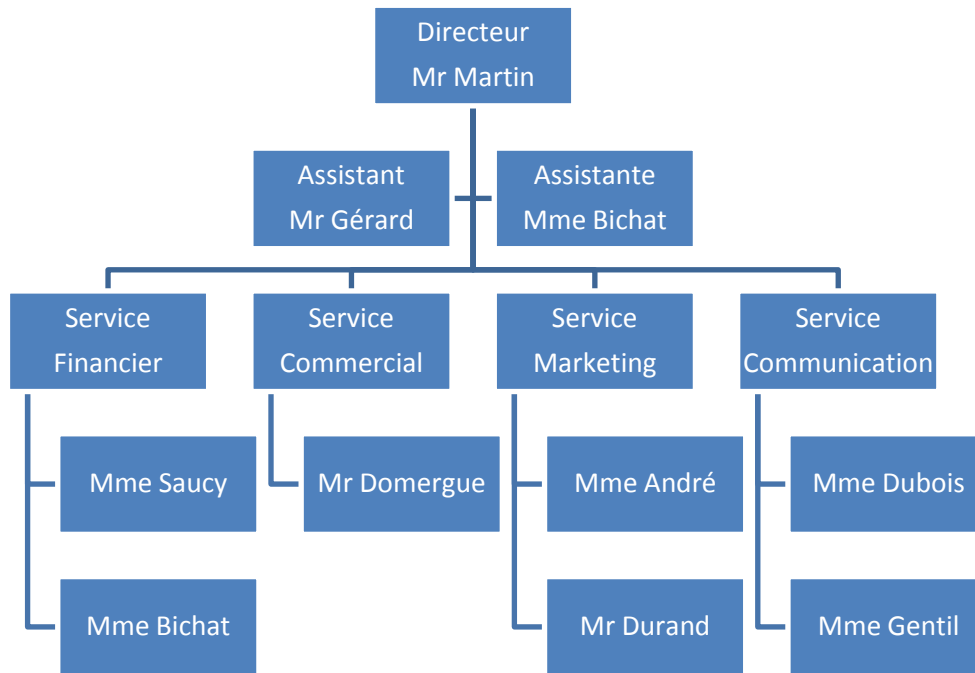 Directeur
Mr Martin
Assistant
Mr Gérard
Assistante
Mme Bichat
Service
Financier
Service
Commercial
Service
Marketing
Service
Communication
Mme Saucy
Mr Domergue
Mme André
Mme Dubois
Mme Bichat
Mr Durand
Mme Gentil